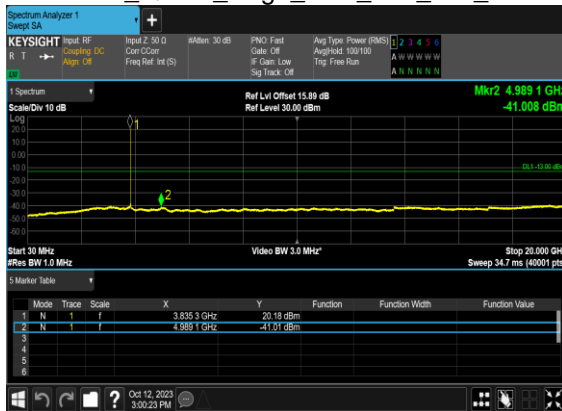 Spectrum Analyzer 1
Swept SA
KEYSIGHT Input: RF Input Z: 50 Ω #Atten: 30 dB PNO: Fast Avg Type: Power (RMS) 1 2 3 4 5 6
R T Coupling: DC Corr CCorr Gate: Off Avg|Hold: 100/100 A W W W W W
Align: Off Freq Ref: Int (S) IF Gain: Low Trig: Free Run
Sig Track: Off A N N N N N
LXI
1 Spectrum Ref Lvl Offset 15.89 dB Mkr2 4.989 1 GHz
Scale/Div 10 dB Ref Level 30.00 dBm -41.008 dBm
Log
20.0
10.0
0.00
-10.0
DL1 -13.00 dBm
-20.0
-30.0
-40.0
-50.0
-60.0
1
2
Start 30 MHz Video BW 3.0 MHz* Stop 20.000 GHz
#Res BW 1.0 MHz Sweep 34.7 ms (40001 pts)
5 Marker Table
Mode Trace Scale X Y Function Function Width Function Value
1 N 1 f 3.835 3 GHz 20.18 dBm
2 N 1 f 4.989 1 GHz -41.01 dBm
3
4
5
6
? Oct 12, 2023
3:00:23 PM